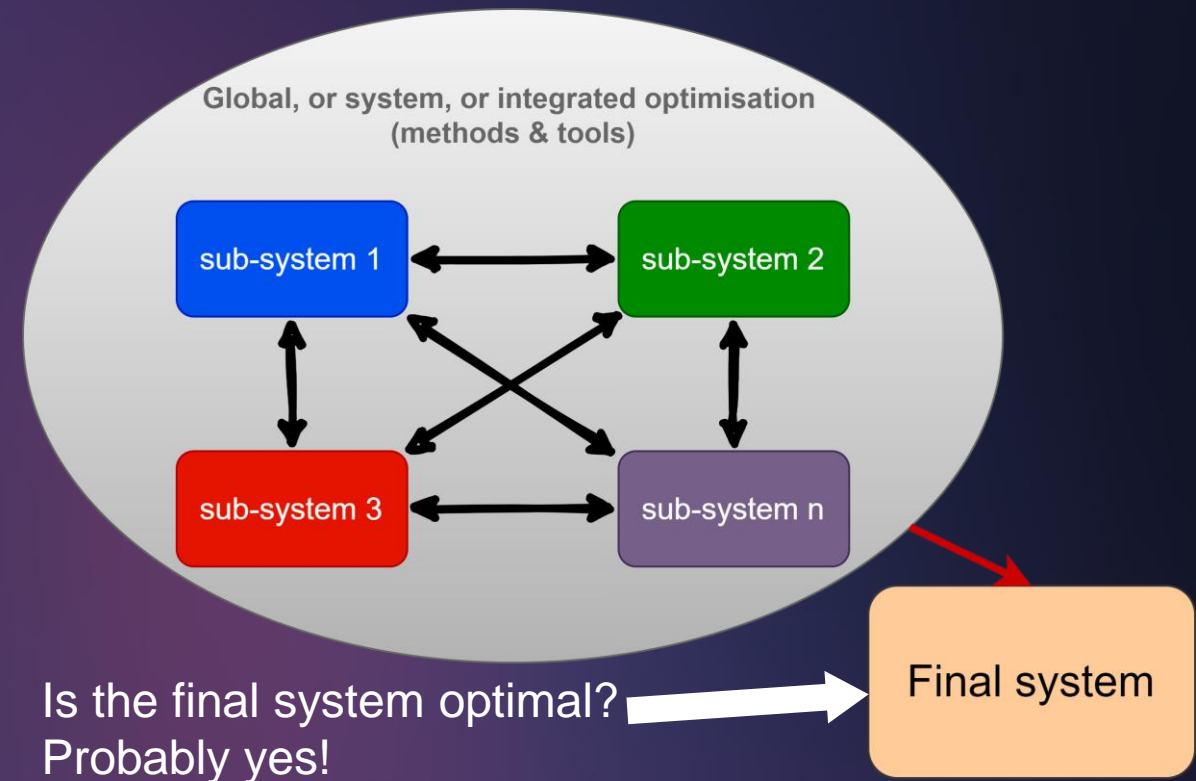 Global, or system, or integrated optimisation
(methods & tools)
sub-system 1
sub-system 2
sub-system 3
sub-system n
Final system
Is the final system optimal?
Probably yes!